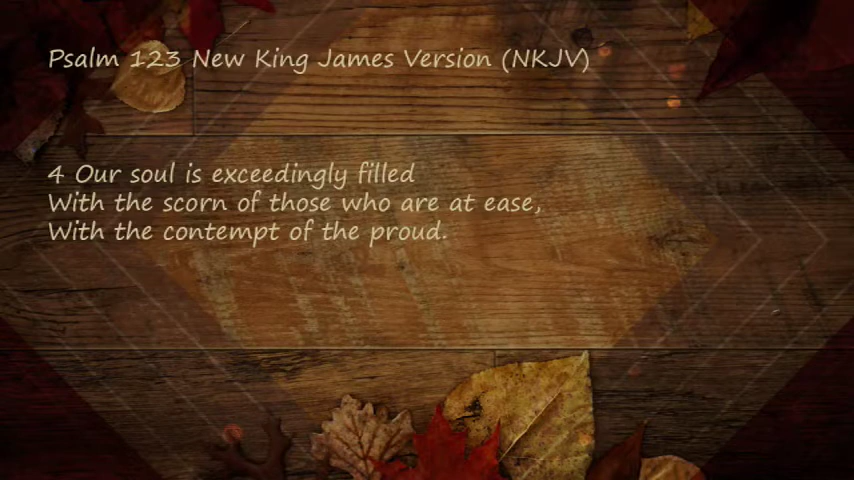 Psalm 123 New King James Version (NKJV)
4 Our soul is exceedingly filled
With the scorn of those who are at ease,
With the contempt of the proud.